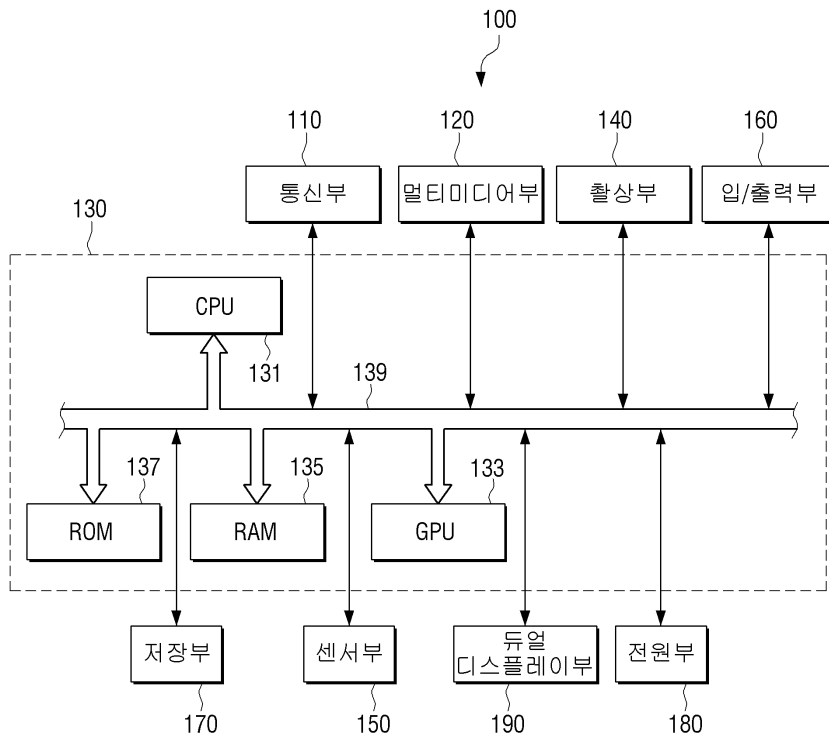 100
110
120
140
160
통신부
멀티미디어부
촬상부
입/출력부
130
CPU
131
139
137
135
133
ROM
RAM
GPU
저장부
센서부
듀얼
디스플레이부
전원부
170
150
190
180